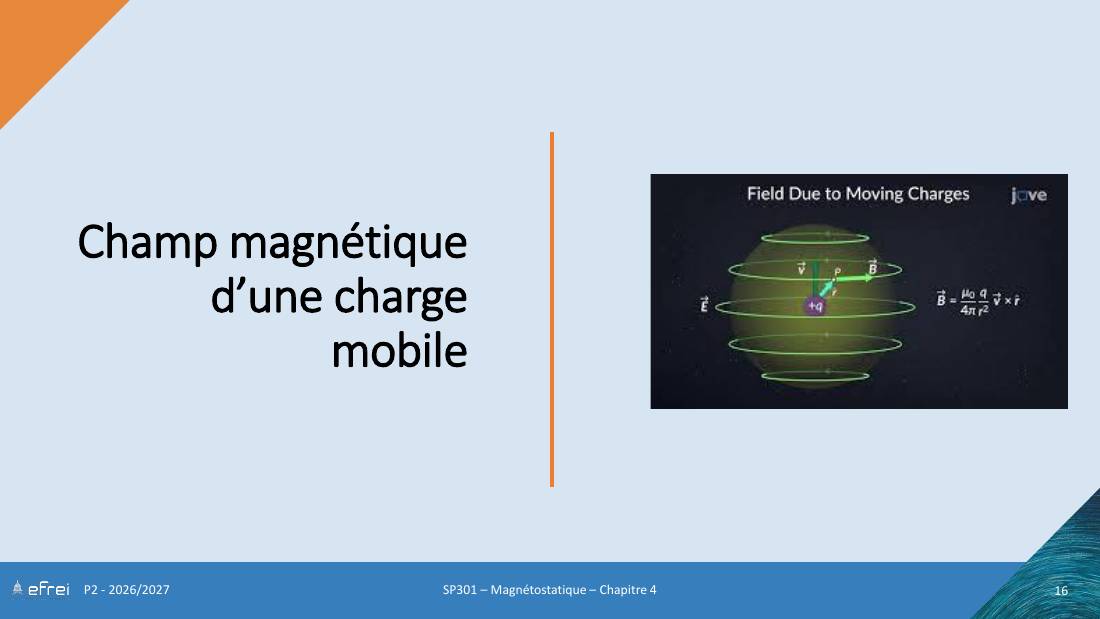 Champ magnétique
d’une charge
mobile
Field Due to Moving Charges
jove
v⃗
P
B⃗
r̂
E⃗
+q
B⃗ = μ₀/4π q/r² v⃗ × r̂
efrei
P2 - 2026/2027
SP301 – Magnétostatique – Chapitre 4
16